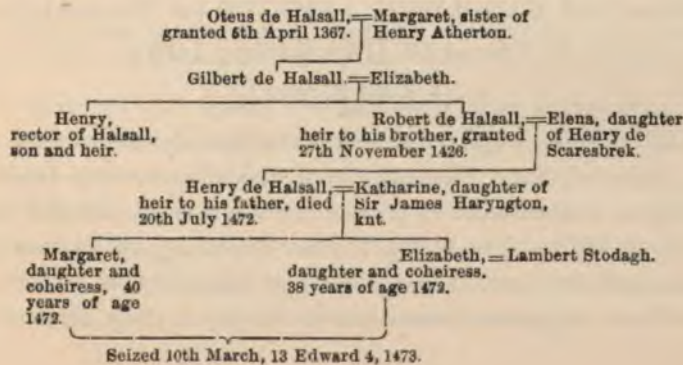 Oteus de Halsall, = Margaret, sister of
granted 6th April 1367. Henry Atherton.
Gilbert de Halsall. = Elizabeth.
Henry,
rector of Halsall,
son and heir.
Robert de Halsall, = Elena, daughter
heir to his brother, granted of Henry de
27th November 1426. Scaresbrek.
Henry de Halsall, = Katharine, daughter of
heir to his father, died Sir James Haryngton,
20th July 1472. knt.
Margaret,
daughter and
coheiress, 40
years of age
1472.
Elizabeth, = Lambert Stodagh.
daughter and coheiress.
38 years of age 1472.
Seized 10th March, 13 Edward 4, 1473.